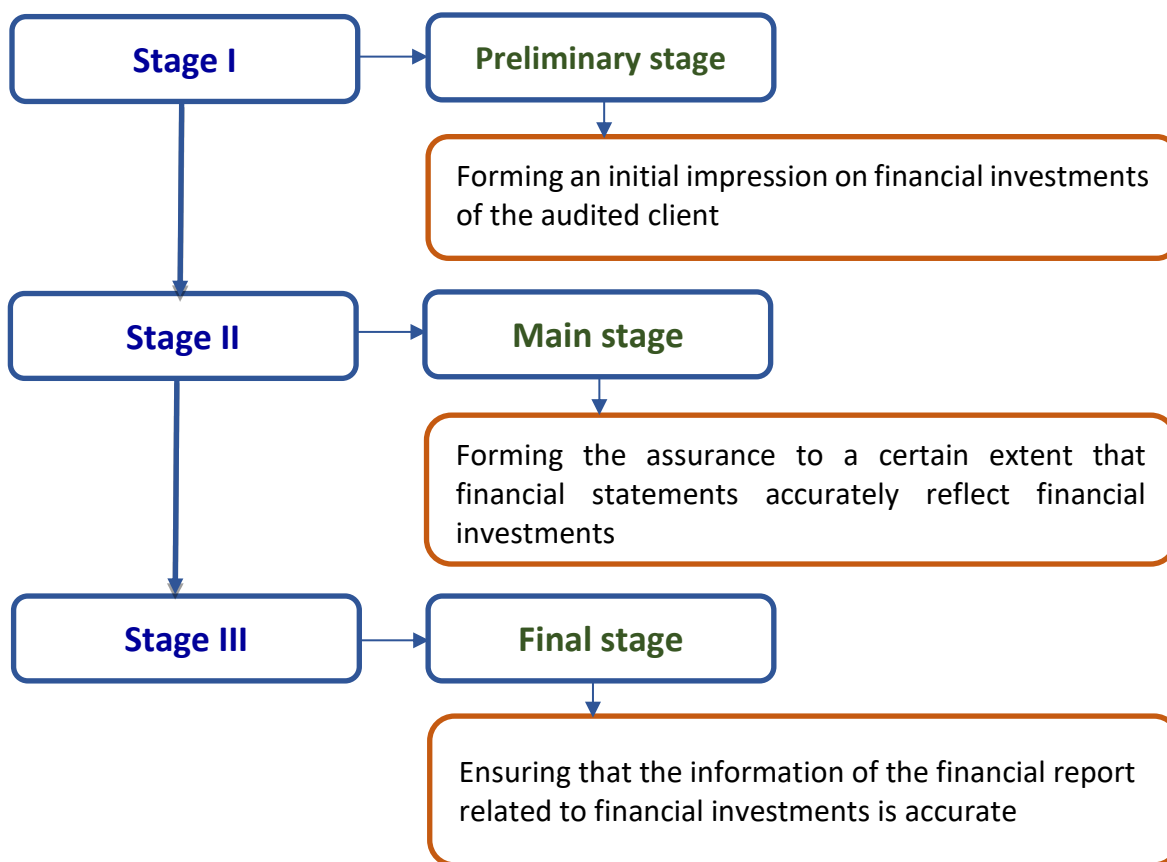 Stage I
Preliminary stage
Forming an initial impression on financial investments
of the audited client
Stage II
Main stage
Forming the assurance to a certain extent that
financial statements accurately reflect financial
investments
Stage III
Final stage
Ensuring that the information of the financial report
related to financial investments is accurate